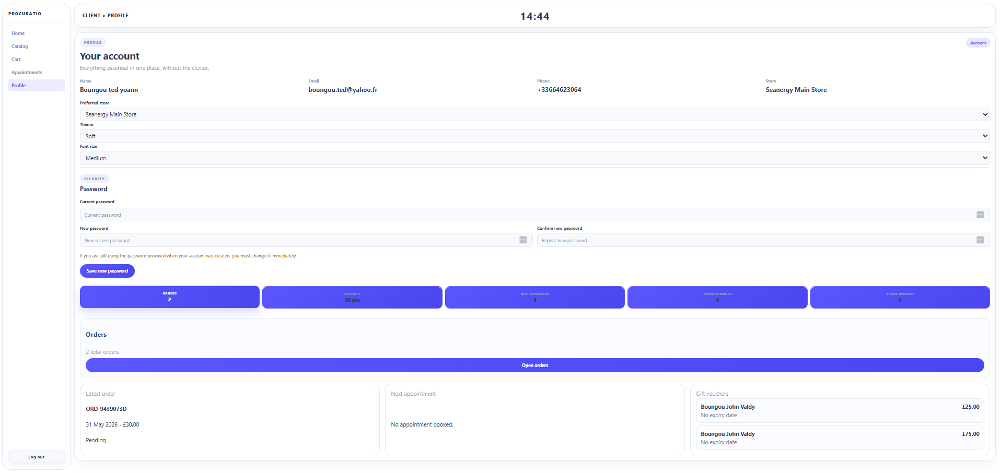 PROCURATIO
Home
Catalog
Cart
Appointments
Profile
Log out
CLIENT > PROFILE
14:44
PROFILE
Account
Your account
Everything essential in one place, without the clutter.
Name
Boungou ted yoann
Email
boungou.ted@yahoo.fr
Phone
+33664623064
Store
Seanergy Main Store
Preferred store
Seanergy Main Store
Theme
Soft
Font size
Medium
SECURITY
Password
Current password
Current password
New password
New secure password
Confirm new password
Repeat new password
If you are still using the password provided when your account was created, you must change it immediately.
Save new password
ORDERS
2
LOYALTY
90 pts
GIFT VOUCHERS
2
APPOINTMENTS
0
STORE REVIEWS
0
Orders
2 total orders
Open orders
Latest order
ORD-9439073D
31 May 2026 - £30.00
Pending
Next appointment
No appointment booked.
Gift vouchers
Boungou John Valdy £25.00
No expiry date
Boungou John Valdy £75.00
No expiry date